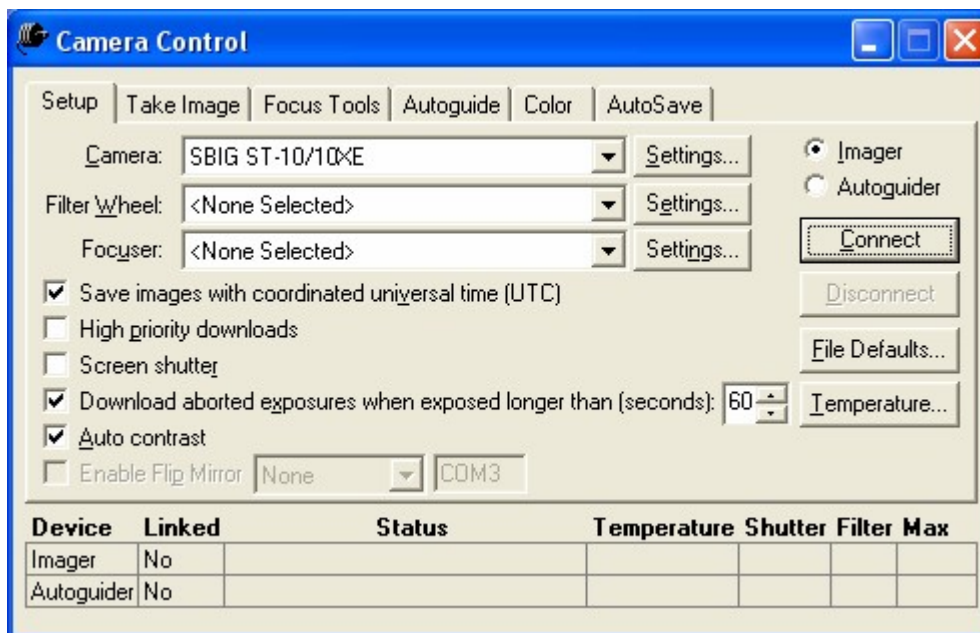 Camera Control
Setup Take Image Focus Tools Autoguide Color AutoSave
Camera: SBIG ST-10/10XE Settings... Imager
Autoguider
Filter Wheel: <None Selected> Settings...
Focuser: <None Selected> Settings... Connect
Save images with coordinated universal time (UTC) Disconnect
High priority downloads
Screen shutter File Defaults...
Download aborted exposures when exposed longer than (seconds): 60 Temperature...
Auto contrast
Enable Flip Mirror None COM3
Device Linked Status Temperature Shutter Filter Max
Imager No
Autoguider No